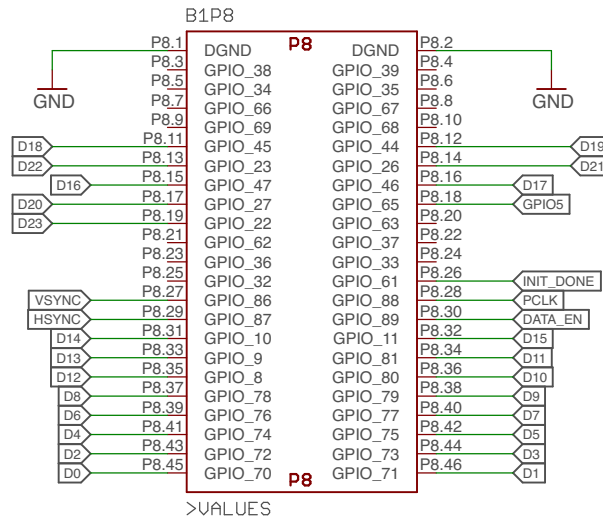 B1P8
P8
P8.1 DGND DGND P8.2
P8.3 GPIO_38 GPIO_39 P8.4
P8.5 GPIO_34 GPIO_35 P8.6
GND P8.7 GPIO_66 GPIO_67 P8.8 GND
P8.9 GPIO_69 GPIO_68 P8.10
D18 P8.11 GPIO_45 GPIO_44 P8.12 D19
D22 P8.13 GPIO_23 GPIO_26 P8.14 D21
D16 P8.15 GPIO_47 GPIO_46 P8.16 D17
D20 P8.17 GPIO_27 GPIO_65 P8.18 GPIO5
D23 P8.19 GPIO_22 GPIO_63 P8.20
P8.21 GPIO_62 GPIO_37 P8.22
P8.23 GPIO_36 GPIO_33 P8.24
P8.25 GPIO_32 GPIO_61 P8.26 INIT_DONE
VSYNC P8.27 GPIO_86 GPIO_88 P8.28 PCLK
HSYNC P8.29 GPIO_87 GPIO_89 P8.30 DATA_EN
D14 P8.31 GPIO_10 GPIO_11 P8.32 D15
D13 P8.33 GPIO_9 GPIO_81 P8.34 D11
D12 P8.35 GPIO_8 GPIO_80 P8.36 D10
D8 P8.37 GPIO_78 GPIO_79 P8.38 D9
D6 P8.39 GPIO_76 GPIO_77 P8.40 D7
D4 P8.41 GPIO_74 GPIO_75 P8.42 D5
D2 P8.43 GPIO_72 GPIO_73 P8.44 D3
D0 P8.45 GPIO_70 GPIO_71 P8.46 D1
P8
>VALUES